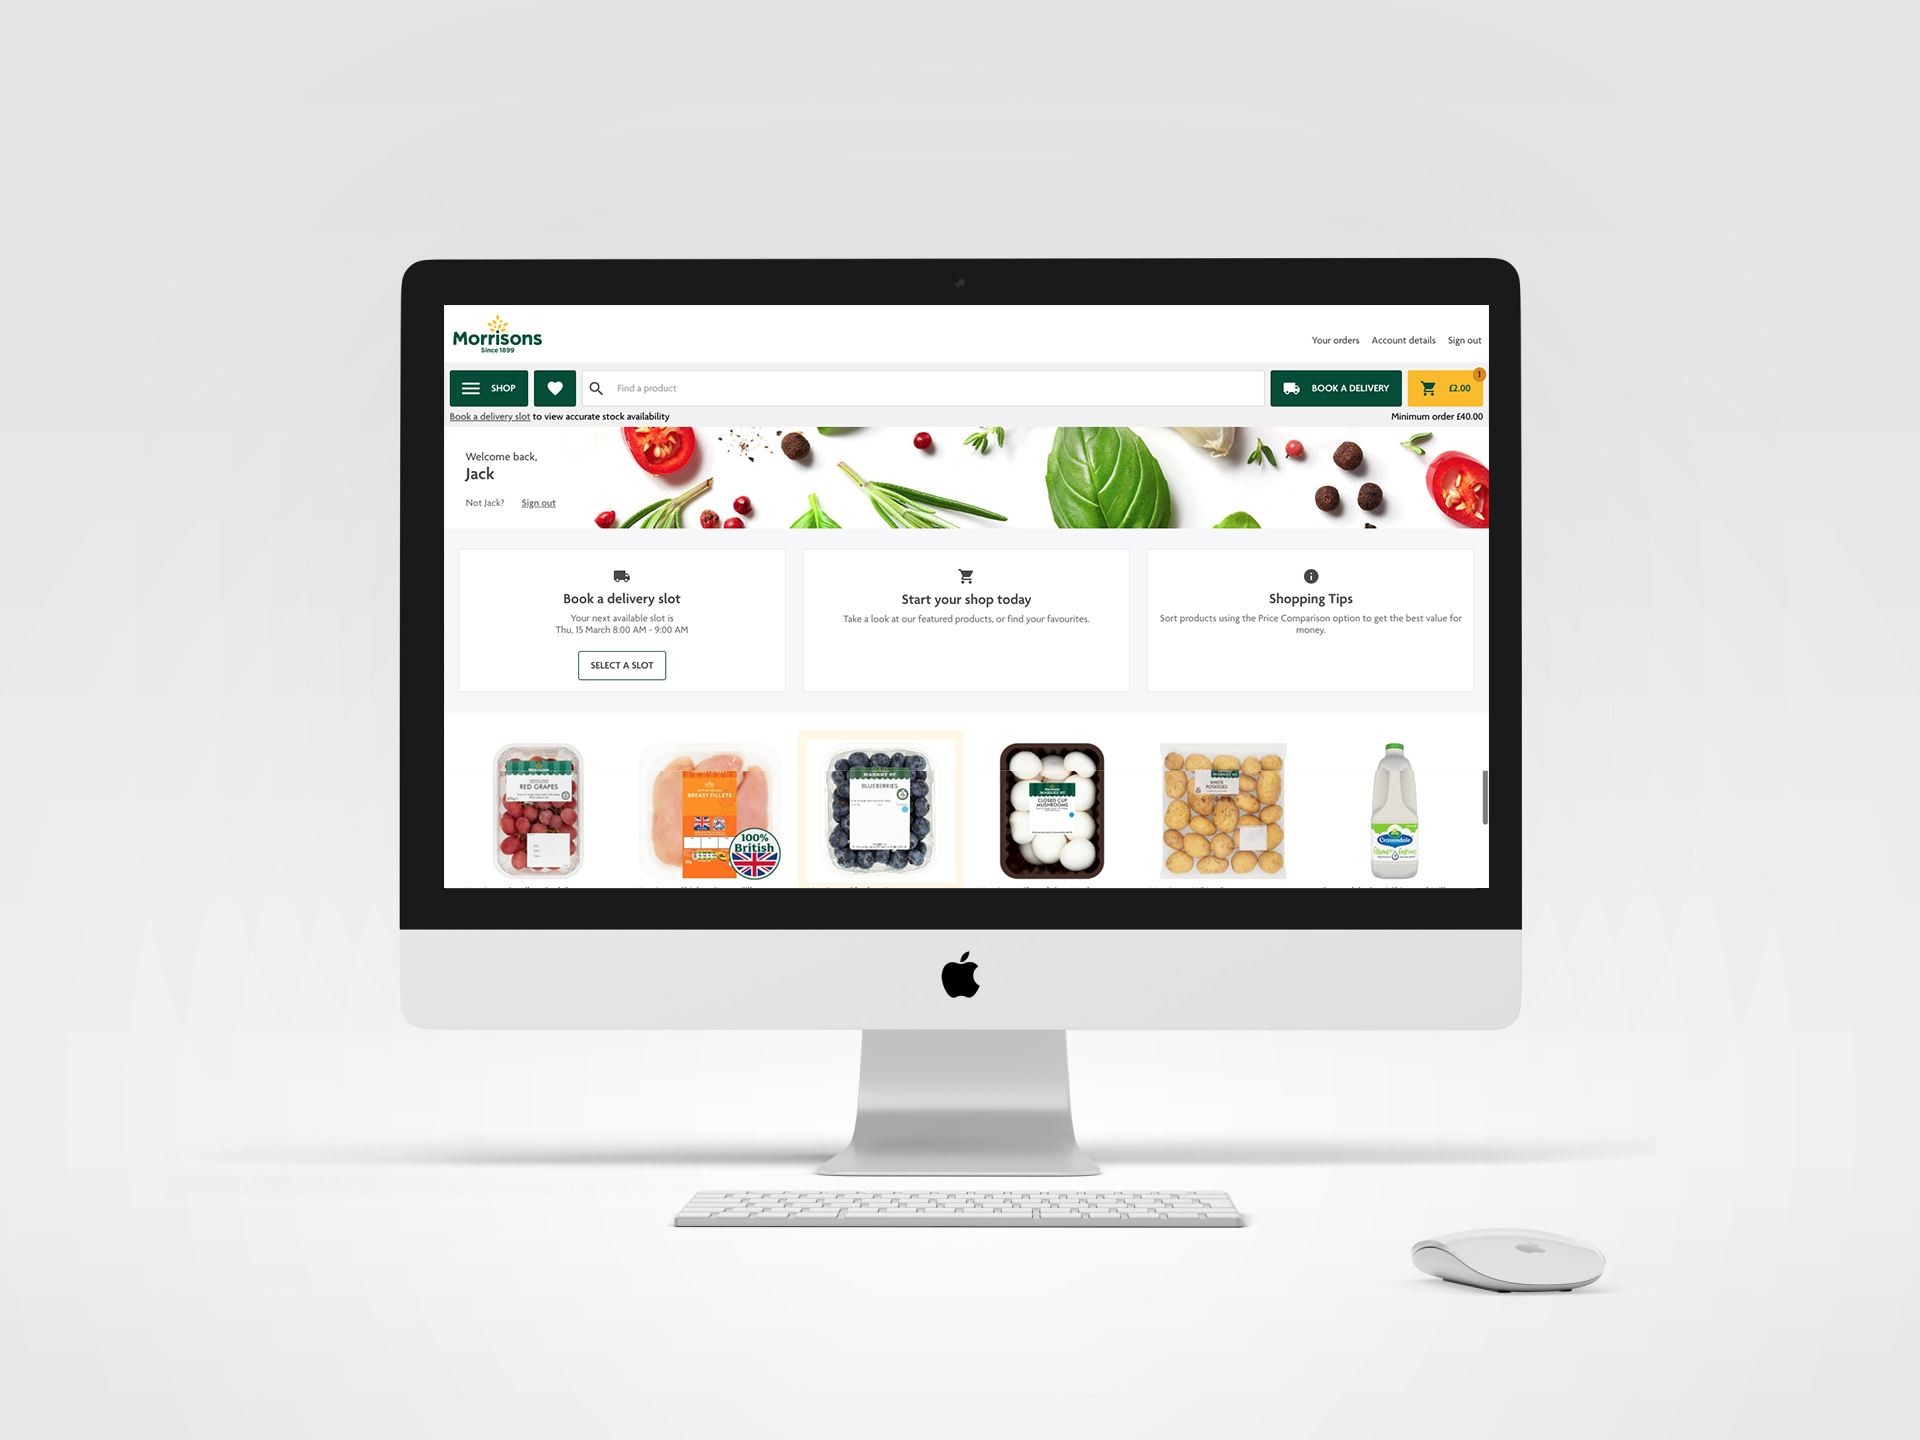 Morrisons
Since 1899
Your orders Account details Sign out
SHOP
Find a product
BOOK A DELIVERY
£2.00
1
Book a delivery slot to view accurate stock availability
Minimum order £40.00
Welcome back,
Jack
Not Jack? Sign out
Book a delivery slot
Your next available slot is
Thu, 15 March 8:00 AM - 9:00 AM
SELECT A SLOT
Start your shop today
Take a look at our featured products, or find your favourites.
Shopping Tips
Sort products using the Price Comparison option to get the best value for
money.
SEEDLESS
RED GRAPES
BREAST FILLETS
100%
British
MARKET ST
BLUEBERRIES
MARKET ST
CLOSED CUP
MUSHROOMS
MARKET ST
WHITE
POTATOES
Cravendale